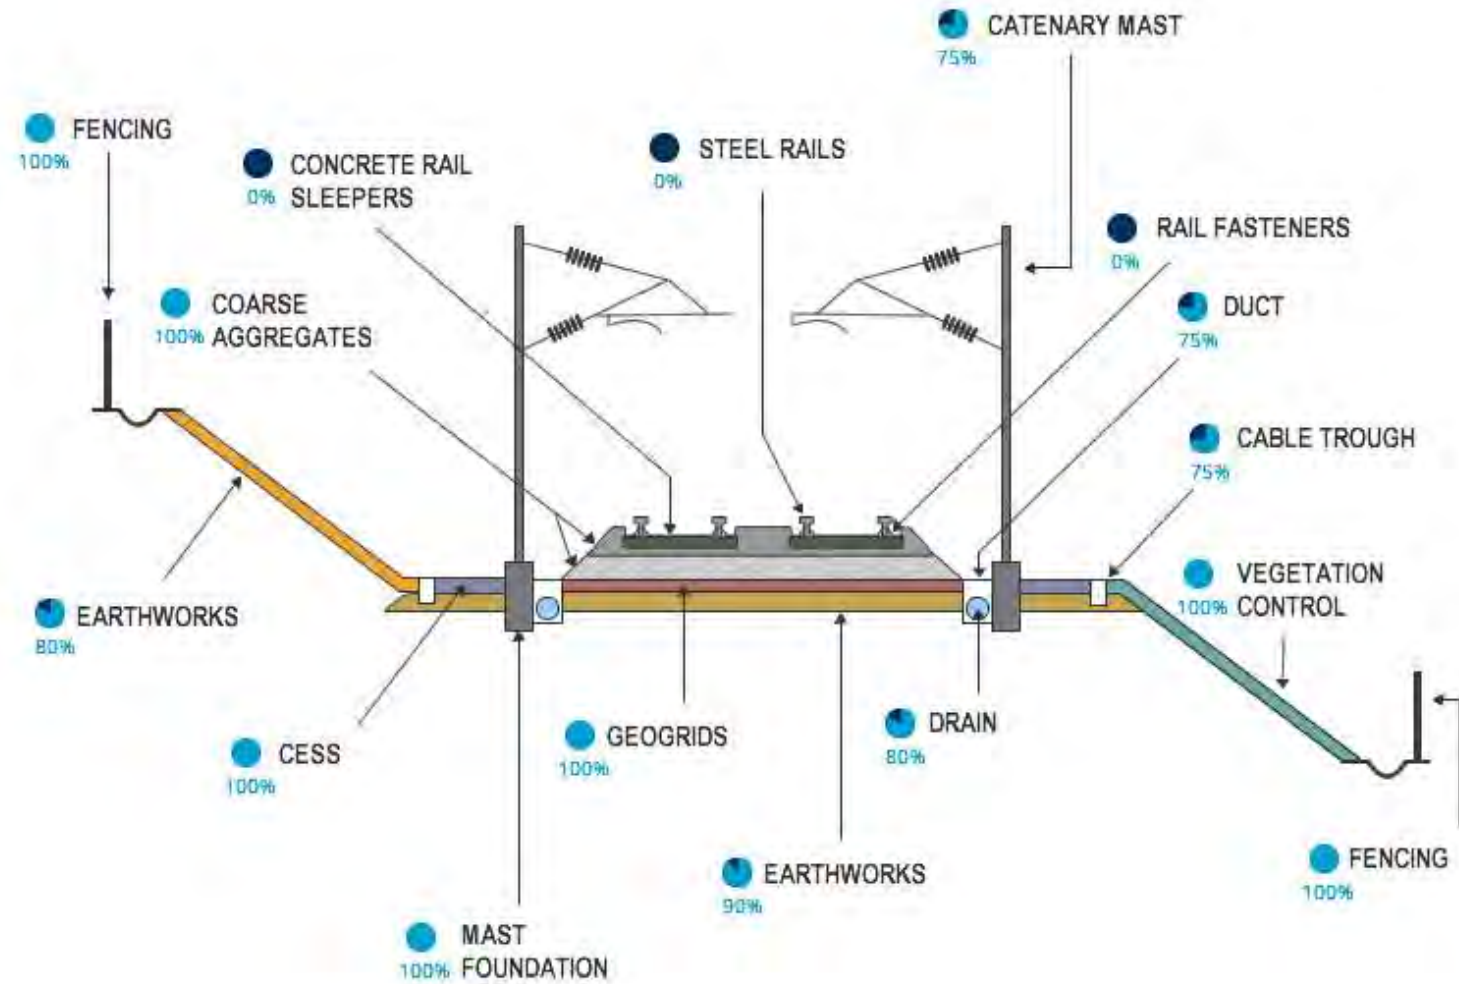 CATENARY MAST
75%
FENCING
100%
CONCRETE RAIL
0% SLEEPERS
STEEL RAILS
0%
RAIL FASTENERS
0%
COARSE
100% AGGREGATES
DUCT
75%
CABLE TROUGH
75%
VEGETATION
100% CONTROL
EARTHWORKS
80%
CESS
100%
GEOGRIDS
100%
DRAIN
80%
EARTHWORKS
90%
FENCING
100%
MAST
100% FOUNDATION